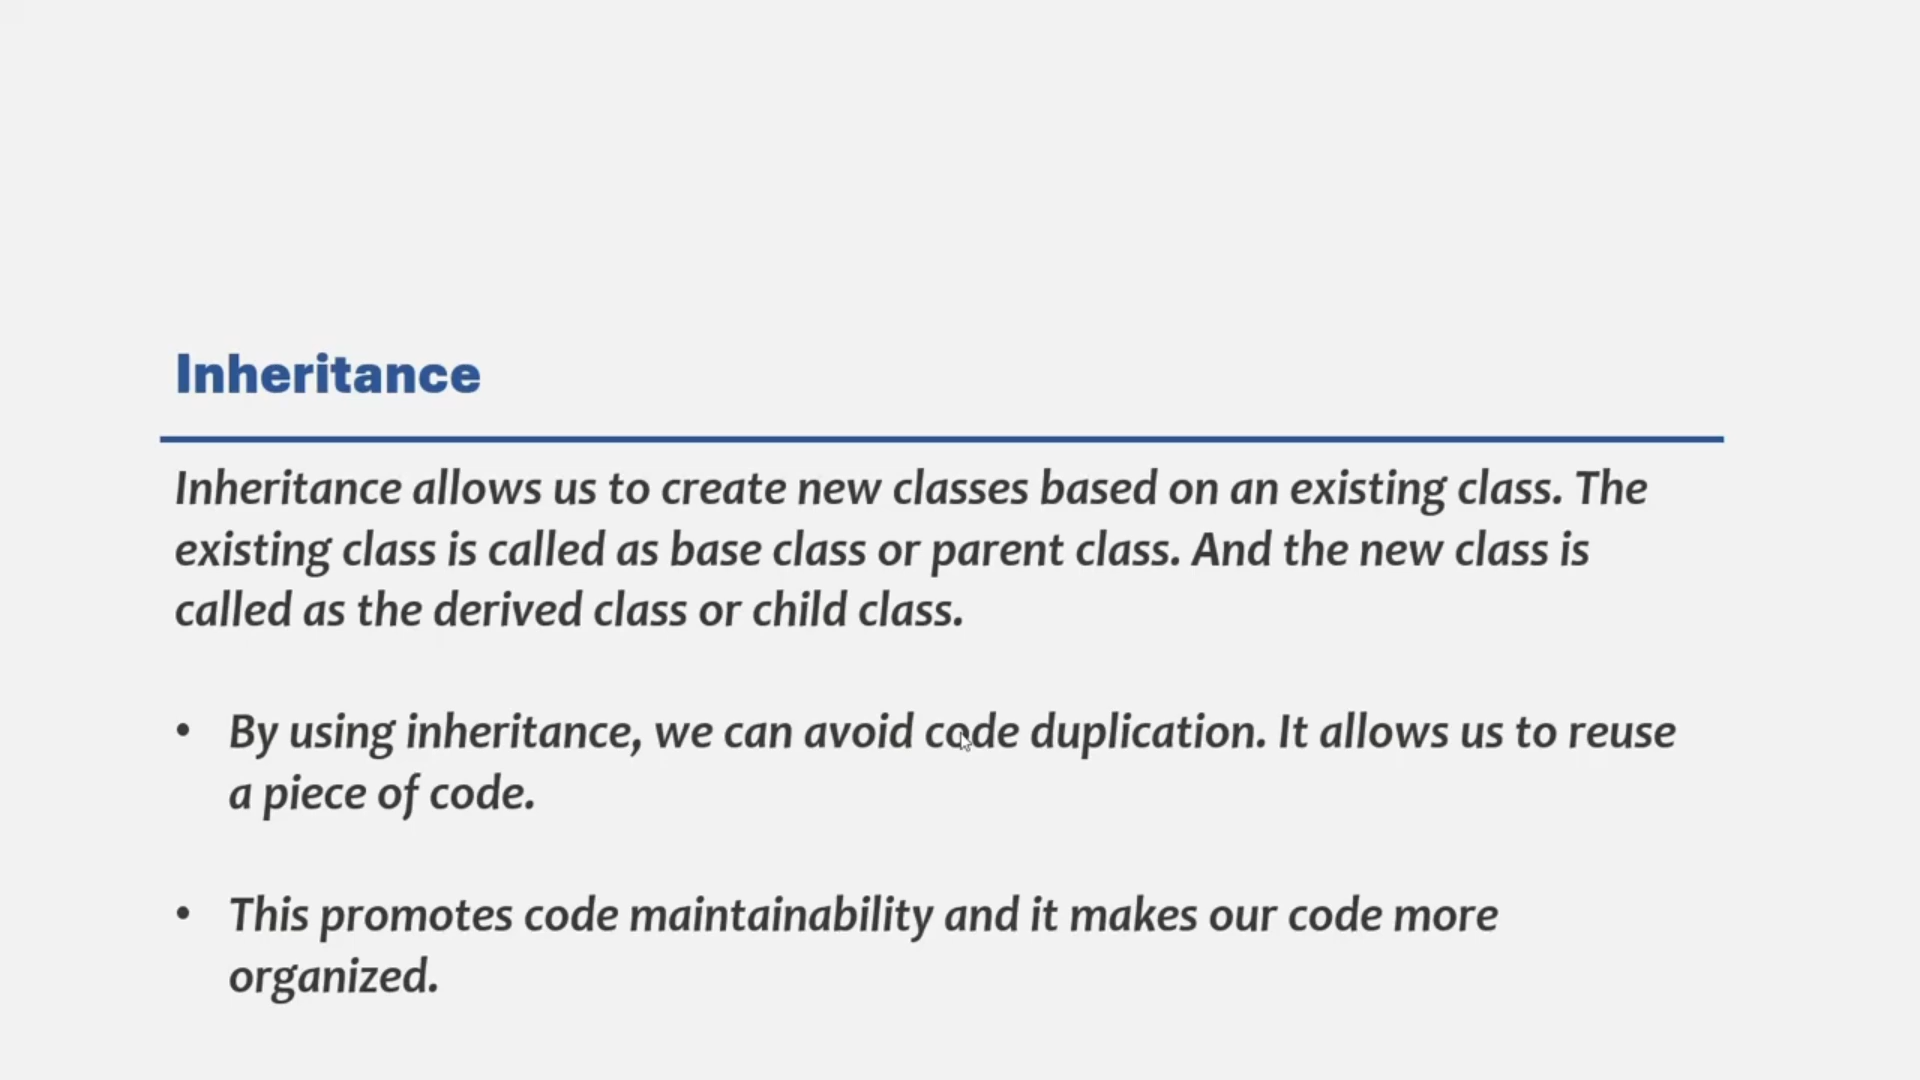 Inheritance
Inheritance allows us to create new classes based on an existing class. The
existing class is called as base class or parent class. And the new class is
called as the derived class or child class.
• By using inheritance, we can avoid code duplication. It allows us to reuse
a piece of code.
• This promotes code maintainability and it makes our code more
organized.